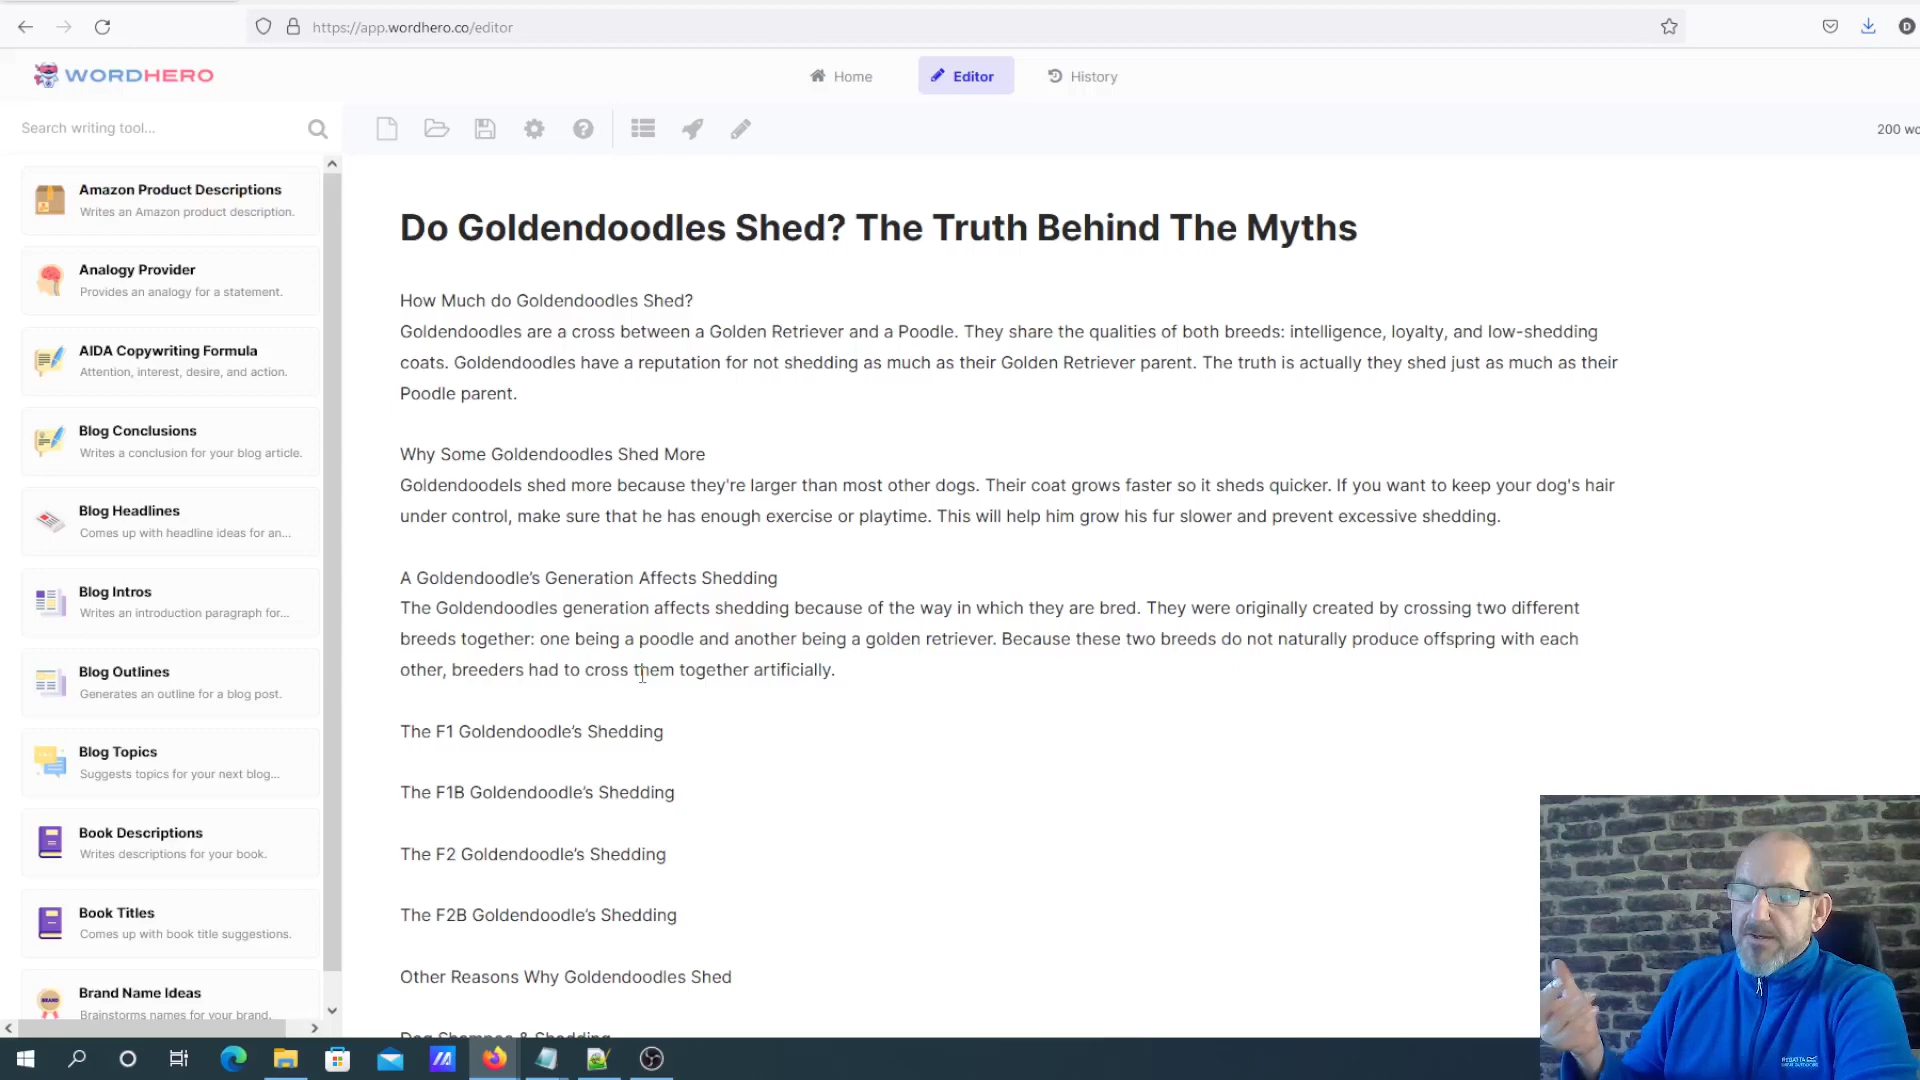 https://app.wordhero.co/editor
D
WORDHERO
Home
Editor
History
Search writing tool...
200 wo
Amazon Product Descriptions
Writes an Amazon product description.
Analogy Provider
Provides an analogy for a statement.
AIDA Copywriting Formula
Attention, interest, desire, and action.
Blog Conclusions
Writes a conclusion for your blog article.
Blog Headlines
Comes up with headline ideas for an...
Blog Intros
Writes an introduction paragraph for...
Blog Outlines
Generates an outline for a blog post.
Blog Topics
Suggests topics for your next blog...
Book Descriptions
Writes descriptions for your book.
Book Titles
Comes up with book title suggestions.
Brand Name Ideas
Brainstorms names for your brand.
Do Goldendoodles Shed? The Truth Behind The Myths
How Much do Goldendoodles Shed?
Goldendoodles are a cross between a Golden Retriever and a Poodle. They share the qualities of both breeds: intelligence, loyalty, and low-shedding
coats. Goldendoodles have a reputation for not shedding as much as their Golden Retriever parent. The truth is actually they shed just as much as their
Poodle parent.
Why Some Goldendoodles Shed More
Goldendoodels shed more because they're larger than most other dogs. Their coat grows faster so it sheds quicker. If you want to keep your dog's hair
under control, make sure that he has enough exercise or playtime. This will help him grow his fur slower and prevent excessive shedding.
A Goldendoodle's Generation Affects Shedding
The Goldendoodles generation affects shedding because of the way in which they are bred. They were originally created by crossing two different
breeds together: one being a poodle and another being a golden retriever. Because these two breeds do not naturally produce offspring with each
other, breeders had to cross them together artificially.
The F1 Goldendoodle's Shedding
The F1B Goldendoodle's Shedding
The F2 Goldendoodle's Shedding
The F2B Goldendoodle's Shedding
Other Reasons Why Goldendoodles Shed
Dog Shampoo & Shedding
REGATTA